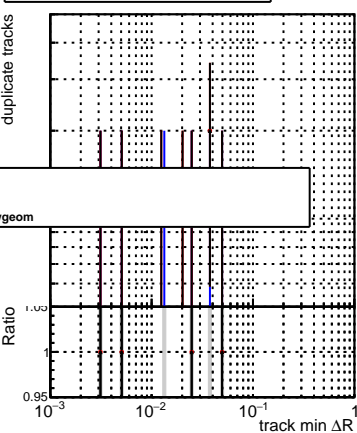 duplicate tracks
geom
Ratio
1.05
1
0.95
10⁻³
10⁻²
10⁻¹
1
track min ΔR